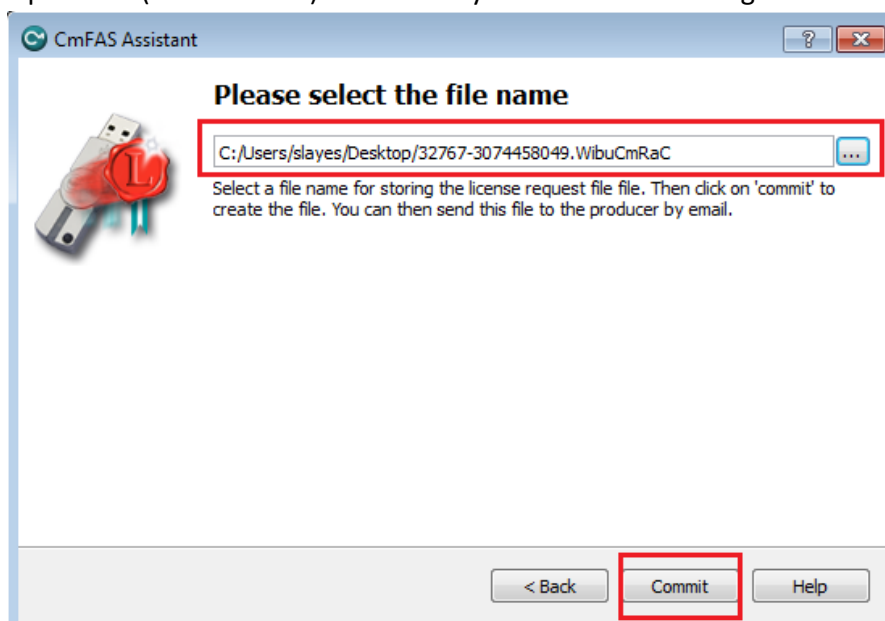 CmFAS Assistant
Please select the file name
C:/Users/slayes/Desktop/32767-3074458049.WibuCmRaC
...
Select a file name for storing the license request file file. Then click on 'commit' to
create the file. You can then send this file to the producer by email.
L
< Back Commit Help